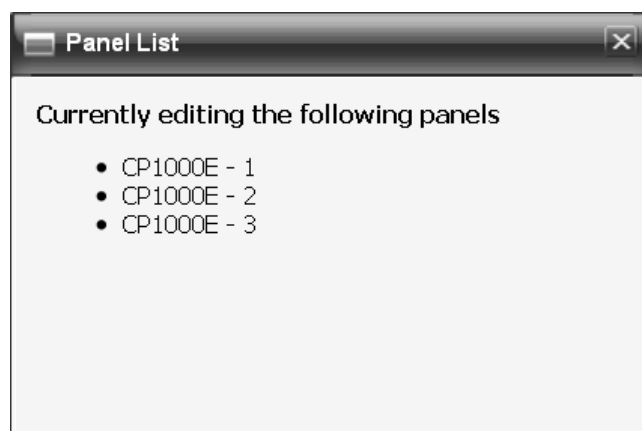 Panel List
Currently editing the following panels
CP1000E - 1
CP1000E - 2
CP1000E - 3